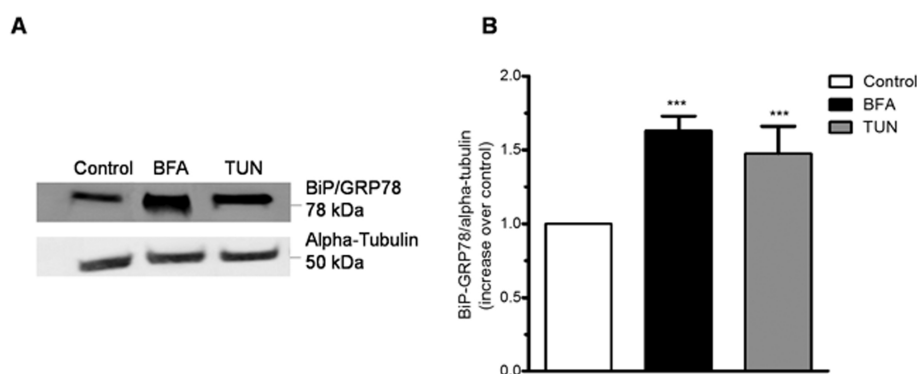 A
Control BFA TUN
BiP/GRP78
78 kDa
Alpha-Tubulin
50 kDa
B
BiP-GRP78/alpha-tubulin
(increase over control)
2.0
1.5
1.0
0.5
0.0
***
***
Control
BFA
TUN